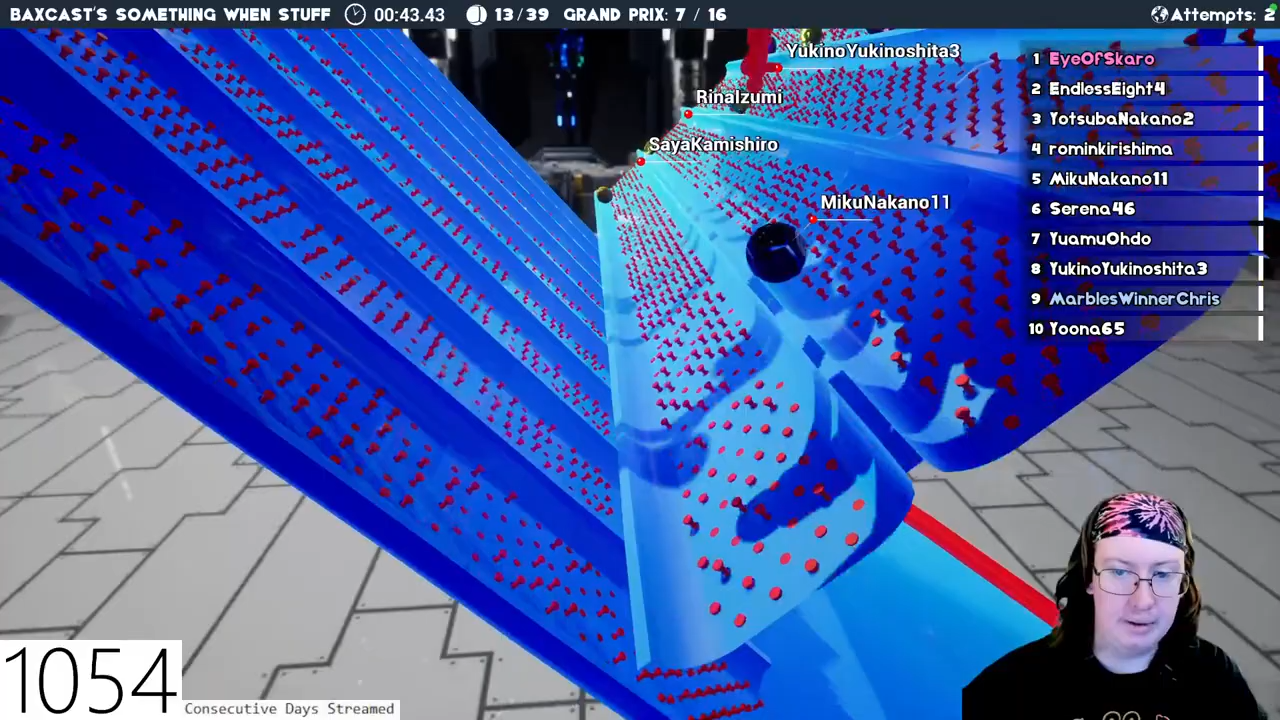 BAXCAST'S SOMETHING WHEN STUFF 00:43.43 13/39 GRAND PRIX: 7 / 16 Attempts: 2
YukinoYukinoshita3
RinaIzumi
SayaKamishiro
MikuNakano11
1 EyeOfSkaro
2 EndlessEight4
3 YotsubaNakano2
4 rominkirishima
5 MikuNakano11
6 Serena46
7 YuamuOhdo
8 YukinoYukinoshita3
9 MarblesWinnerChris
10 Yoona65
1054 Consecutive Days Streamed